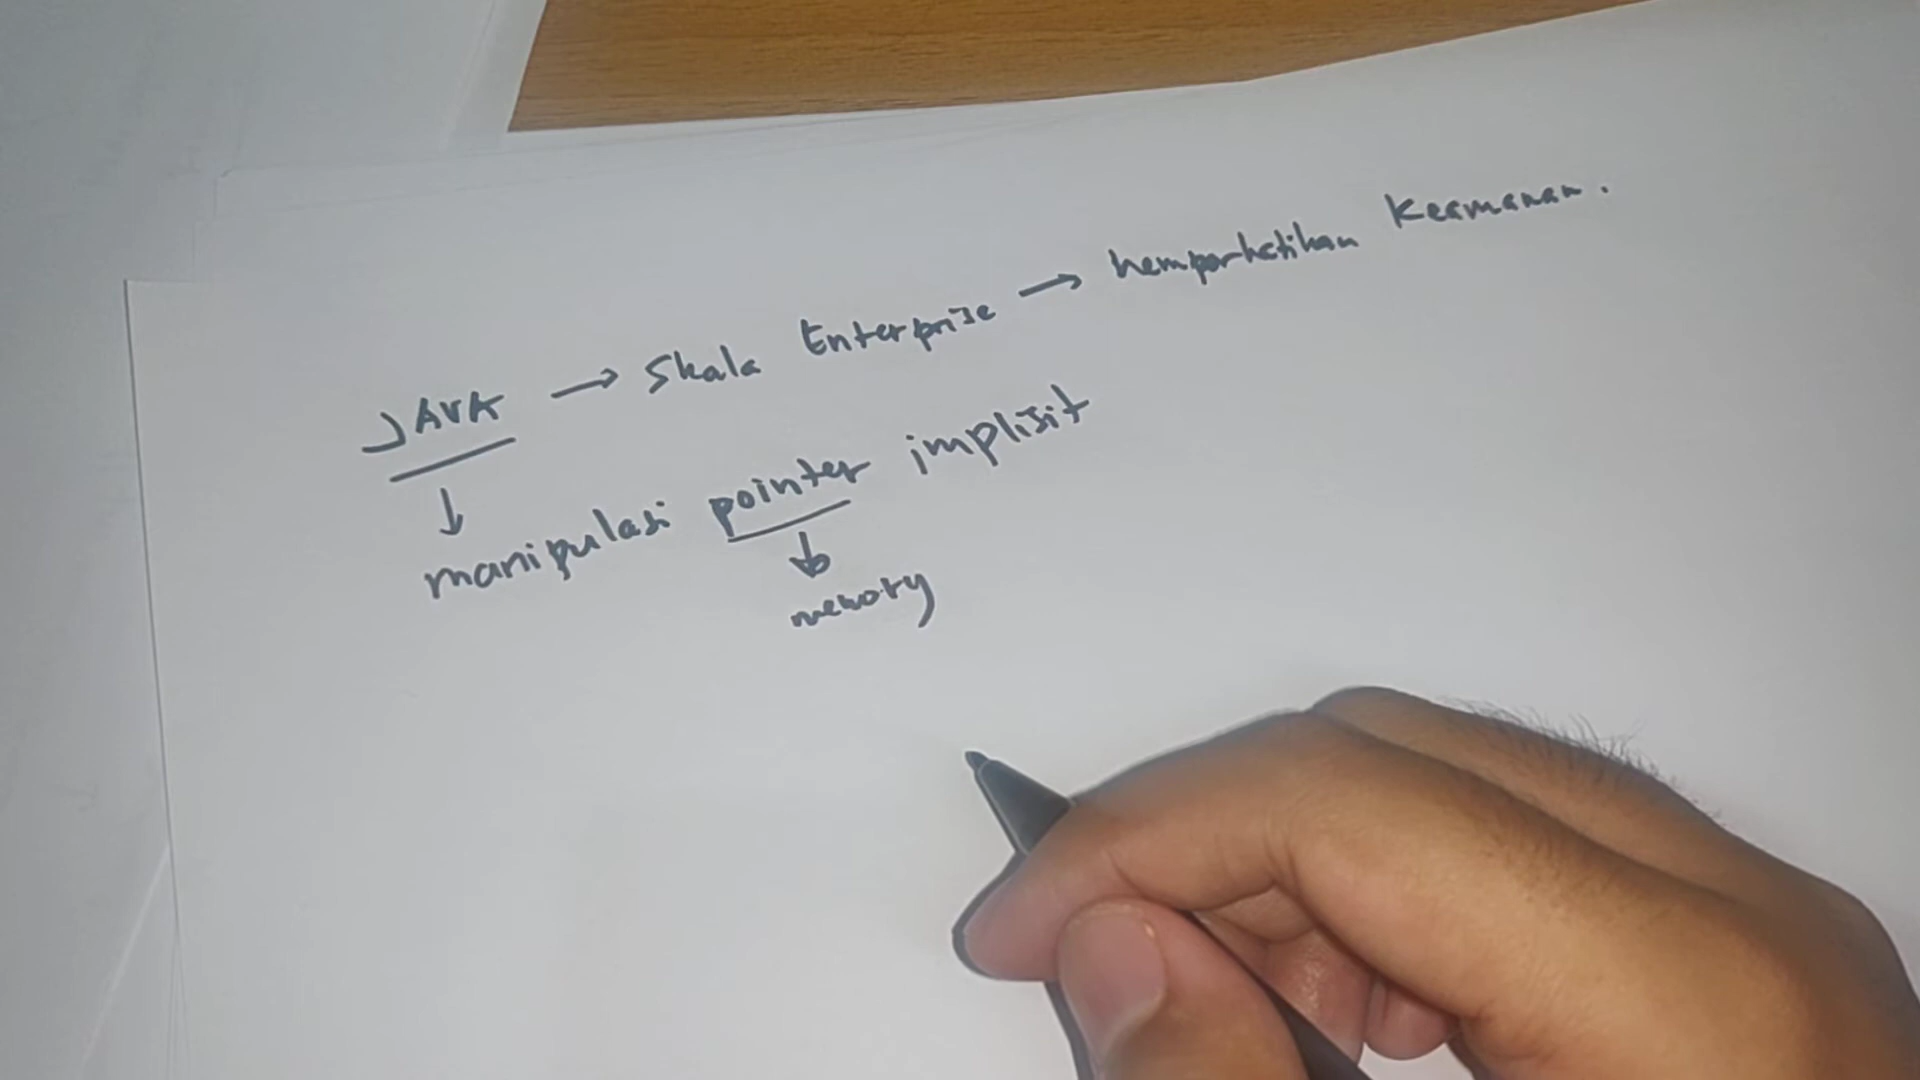 JAVA → Skala Enterprise → memperhatikan Keamanan.
↓
manipulasi pointer implisit
↓
memory